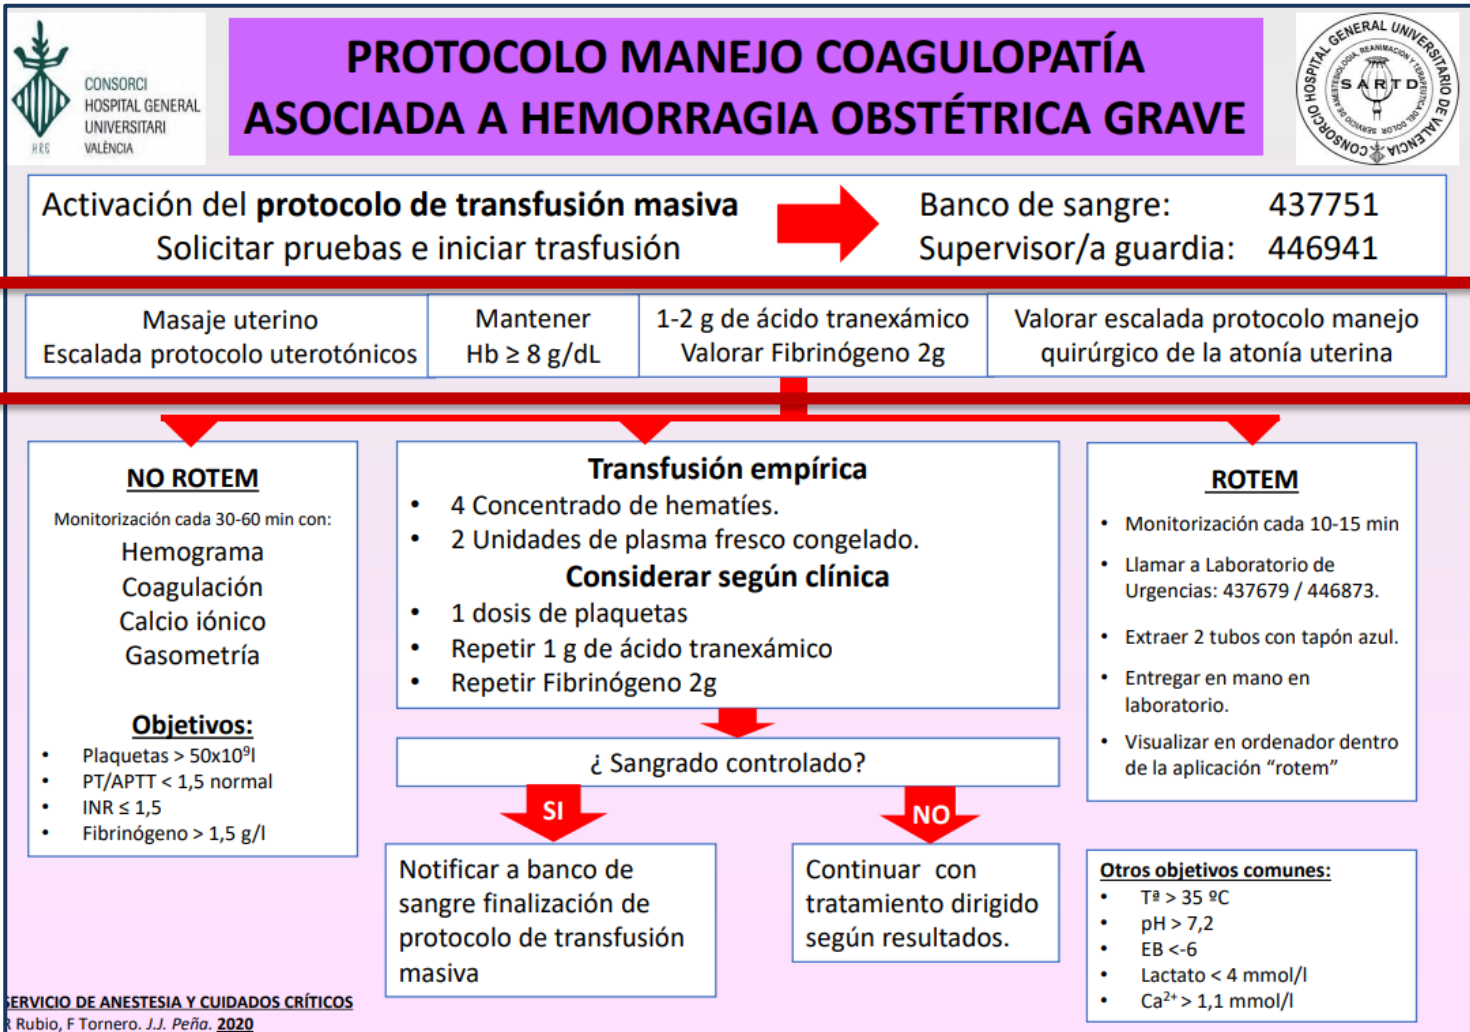 CONSORCI
HOSPITAL GENERAL
UNIVERSITARI
VALÈNCIA
HRG
PROTOCOLO MANEJO COAGULOPATÍA
ASOCIADA A HEMORRAGIA OBSTÉTRICA GRAVE
CONSORCIO HOSPITAL GENERAL UNIVERSITARIO DE VALENCIA
SERVICIO DE ANESTESIOLOGIA, REANIMACION Y TERAPEUTICA DEL DOLOR
SARTD
Activación del protocolo de transfusión masiva
Solicitar pruebas e iniciar trasfusión
Banco de sangre: 437751
Supervisor/a guardia: 446941
Masaje uterino
Escalada protocolo uterotónicos
Mantener
Hb ≥ 8 g/dL
1-2 g de ácido tranexámico
Valorar Fibrinógeno 2g
Valorar escalada protocolo manejo
quirúrgico de la atonía uterina
NO ROTEM
Monitorización cada 30-60 min con:
Hemograma
Coagulación
Calcio iónico
Gasometría
Objetivos:
• Plaquetas > 50x10⁹l
• PT/APTT < 1,5 normal
• INR ≤ 1,5
• Fibrinógeno > 1,5 g/l
Transfusión empírica
• 4 Concentrado de hematíes.
• 2 Unidades de plasma fresco congelado.
Considerar según clínica
• 1 dosis de plaquetas
• Repetir 1 g de ácido tranexámico
• Repetir Fibrinógeno 2g
¿ Sangrado controlado?
SI
NO
Notificar a banco de
sangre finalización de
protocolo de transfusión
masiva
Continuar con
tratamiento dirigido
según resultados.
ROTEM
• Monitorización cada 10-15 min
• Llamar a Laboratorio de
Urgencias: 437679 / 446873.
• Extraer 2 tubos con tapón azul.
• Entregar en mano en
laboratorio.
• Visualizar en ordenador dentro
de la aplicación “rotem”
Otros objetivos comunes:
• Tª > 35 ºC
• pH > 7,2
• EB <-6
• Lactato < 4 mmol/l
• Ca²⁺ > 1,1 mmol/l
SERVICIO DE ANESTESIA Y CUIDADOS CRÍTICOS
R Rubio, F Tornero. J.J. Peña. 2020